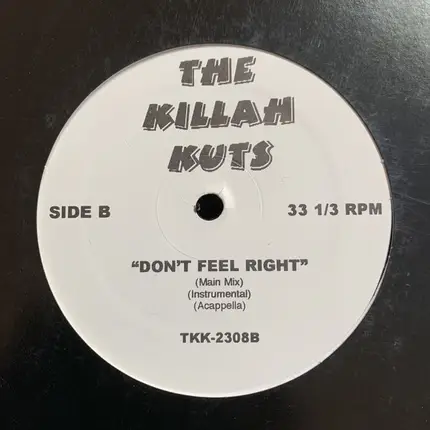 THE
KILLAH
KUTS
SIDE B
33 1/3 RPM
"DON'T FEEL RIGHT"
(Main Mix)
(Instrumental)
(Acappella)
TKK-2308B